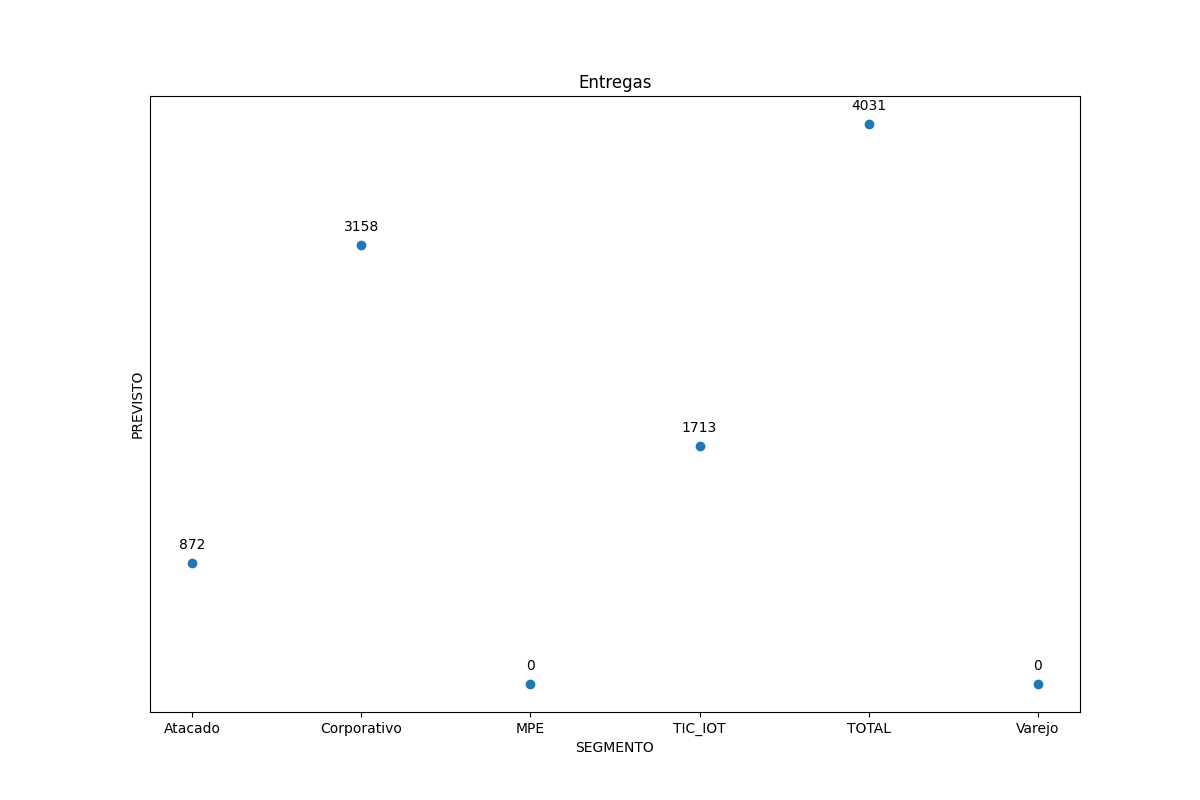 Entregas
4031
3158
1713
872
0
0
PREVISTO
Atacado Corporativo MPE TIC_IOT TOTAL Varejo
SEGMENTO